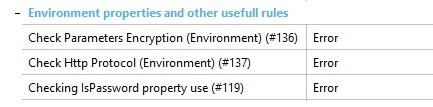 Environment properties and other usefull rules
Check Parameters Encryption (Environment) (#136) Error
Check Http Protocol (Environment) (#137) Error
Checking IsPassword property use (#119) Error